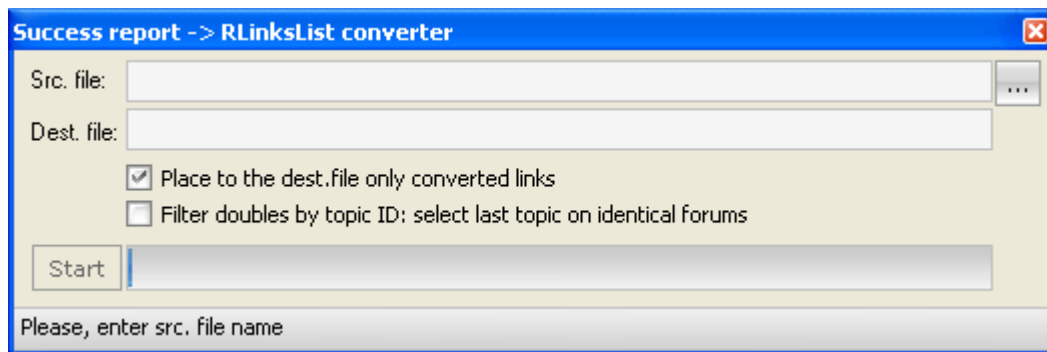 Success report -> RLinksList converter
Src. file:
...
Dest. file:
Place to the dest.file only converted links
Filter doubles by topic ID: select last topic on identical forums
Start
Please, enter src. file name